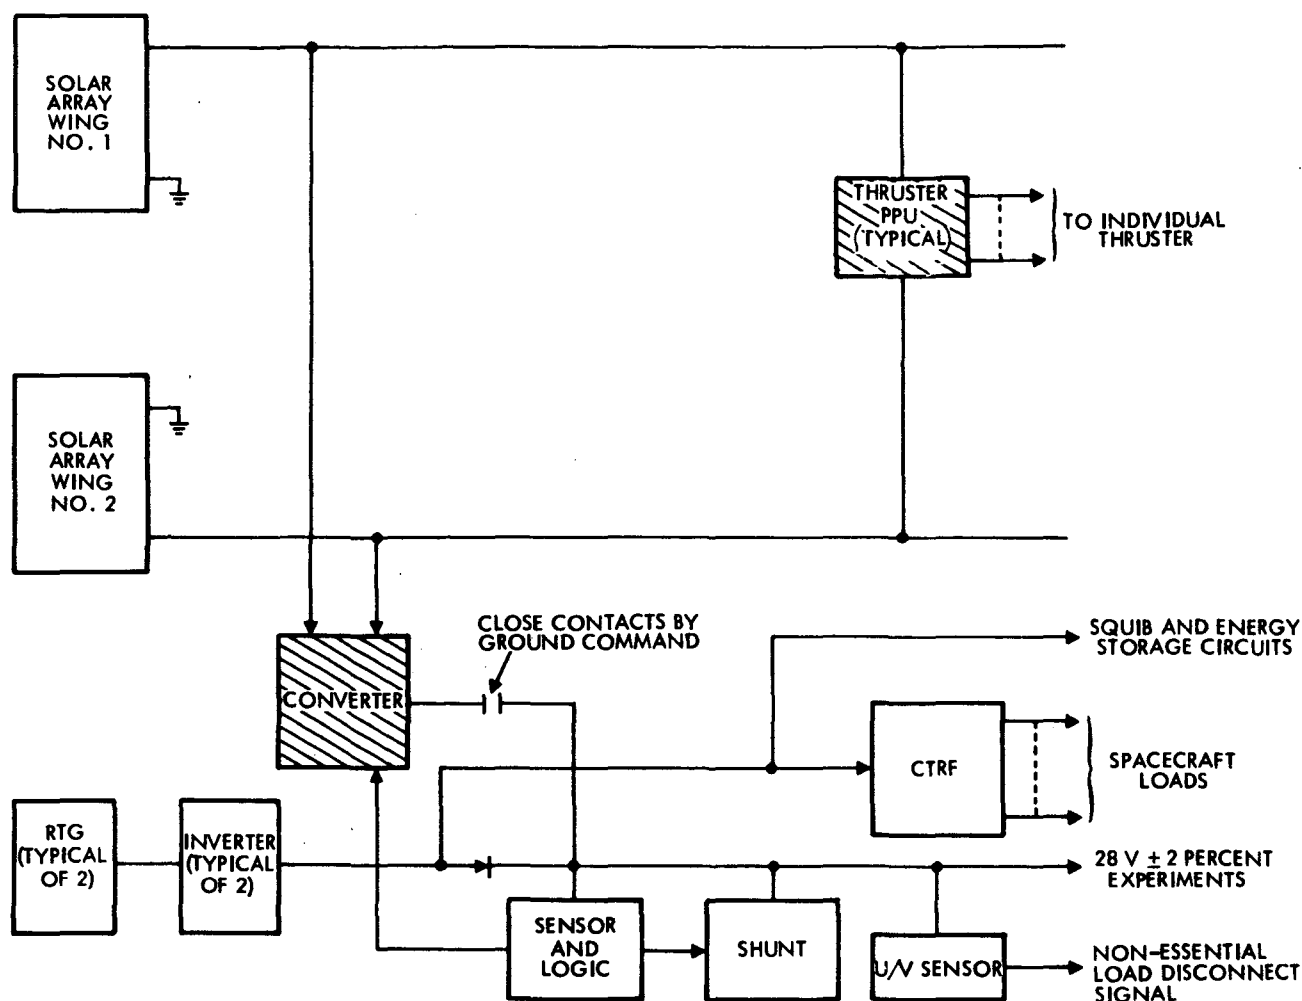 SOLAR
ARRAY
WING
NO. 1
THRUSTER
PPU
(TYPICAL)
TO INDIVIDUAL
THRUSTER
SOLAR
ARRAY
WING
NO. 2
CLOSE CONTACTS BY
GROUND COMMAND
SQUIB AND ENERGY
STORAGE CIRCUITS
CONVERTER
CTRF
SPACECRAFT
LOADS
RTG
(TYPICAL
OF 2)
INVERTER
(TYPICAL
OF 2)
28 V ± 2 PERCENT
EXPERIMENTS
SENSOR
AND
LOGIC
SHUNT
U/V SENSOR
NON-ESSENTIAL
LOAD DISCONNECT
SIGNAL